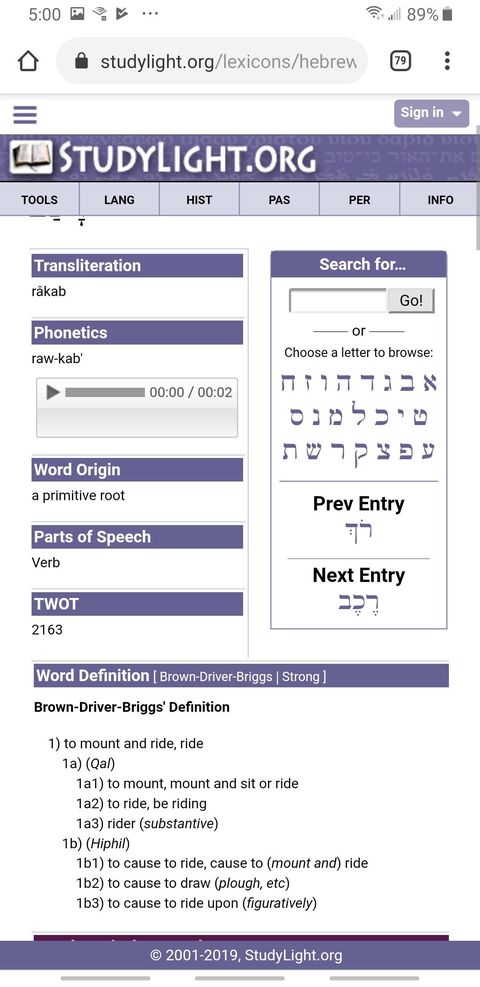 5:00
89%
studylight.org/lexicons/hebrew
79
Sign in
STUDYLIGHT.ORG
TOOLS LANG HIST PAS PER INFO
Transliteration
râkab
Phonetics
raw-kab'
00:00 / 00:02
Word Origin
a primitive root
Parts of Speech
Verb
TWOT
2163
Search for...
Go!
or
Choose a letter to browse:
א ב ג ד ה ו ז ח
ט י כ ל מ נ ס
ע פ צ ק ר שׁ ת
Prev Entry
רֹךְ
Next Entry
רֶכֶב
Word Definition [ Brown-Driver-Briggs | Strong ]
Brown-Driver-Briggs' Definition
1) to mount and ride, ride
1a) (Qal)
1a1) to mount, mount and sit or ride
1a2) to ride, be riding
1a3) rider (substantive)
1b) (Hiphil)
1b1) to cause to ride, cause to (mount and) ride
1b2) to cause to draw (plough, etc)
1b3) to cause to ride upon (figuratively)
© 2001-2019, StudyLight.org